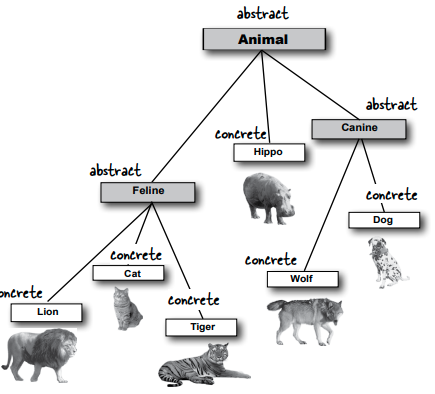 abstract
Animal
abstract
Canine
concrete
Hippo
abstract
Feline
concrete
Dog
concrete
Cat
concrete
Wolf
oncrete
Lion
concrete
Tiger